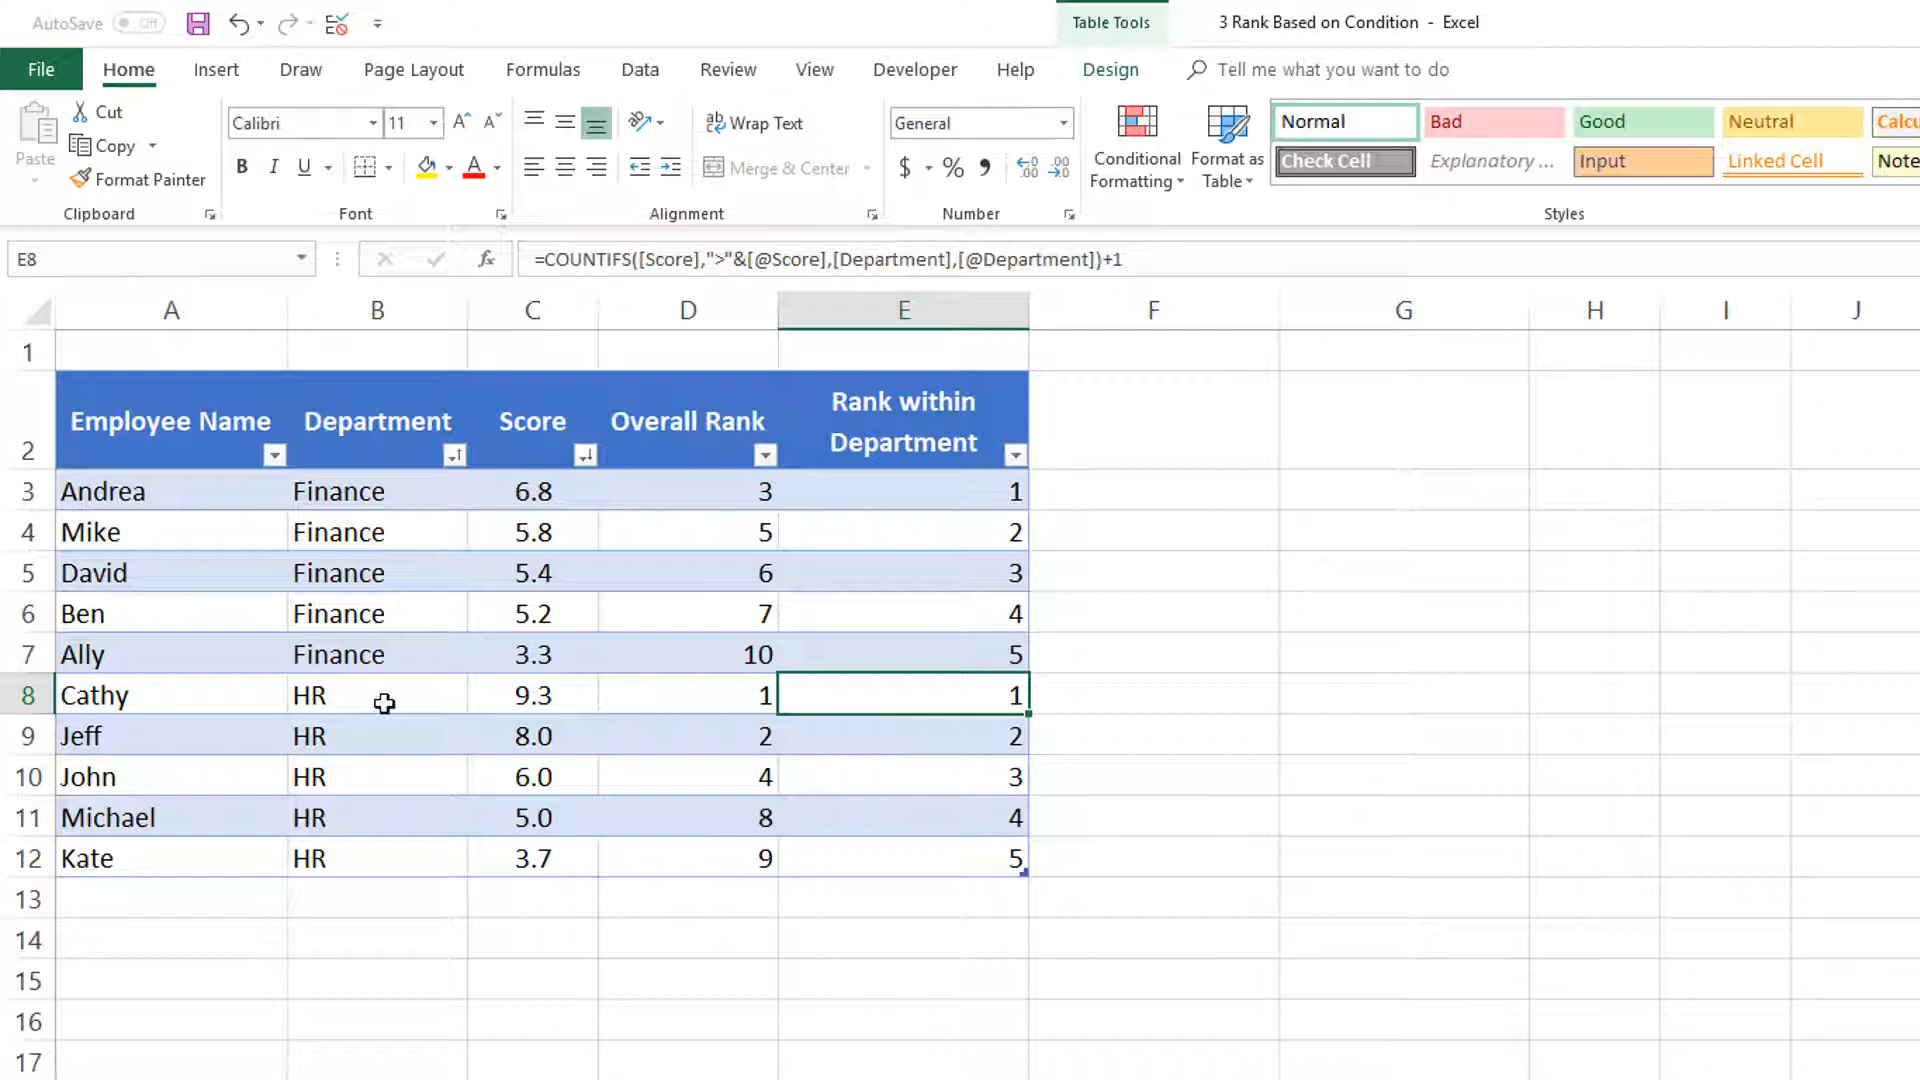 AutoSave Off
Table Tools
3 Rank Based on Condition - Excel
File Home Insert Draw Page Layout Formulas Data Review View Developer Help Design Tell me what you want to do
Paste
Cut
Copy
Format Painter
Clipboard
Calibri 11
B I U A
Font
Wrap Text
Merge & Center
Alignment
General
$ % ,
Number
Conditional Formatting
Format as Table
Normal Bad Good Neutral
Check Cell Explanatory ... Input Linked Cell Note
Styles
E8 fx =COUNTIFS([Score],">"&[@Score],[Department],[@Department])+1
A B C D E F G H I J
1
2 Employee Name Department Score Overall Rank Rank within Department
3 Andrea Finance 6.8 3 1
4 Mike Finance 5.8 5 2
5 David Finance 5.4 6 3
6 Ben Finance 5.2 7 4
7 Ally Finance 3.3 10 5
8 Cathy HR 9.3 1 1
9 Jeff HR 8.0 2 2
10 John HR 6.0 4 3
11 Michael HR 5.0 8 4
12 Kate HR 3.7 9 5
13
14
15
16
17